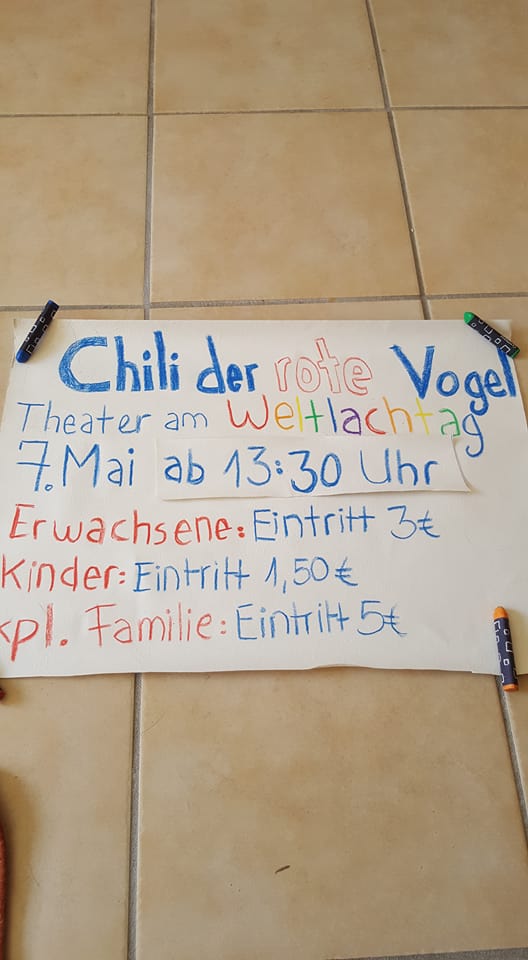 Chili der rote Vogel
Theater am Weltlachtag
7. Mai ab 13:30 Uhr
Erwachsene: Eintritt 3€
Kinder: Eintritt 1,50€
kpl. Familie: Eintritt 5€